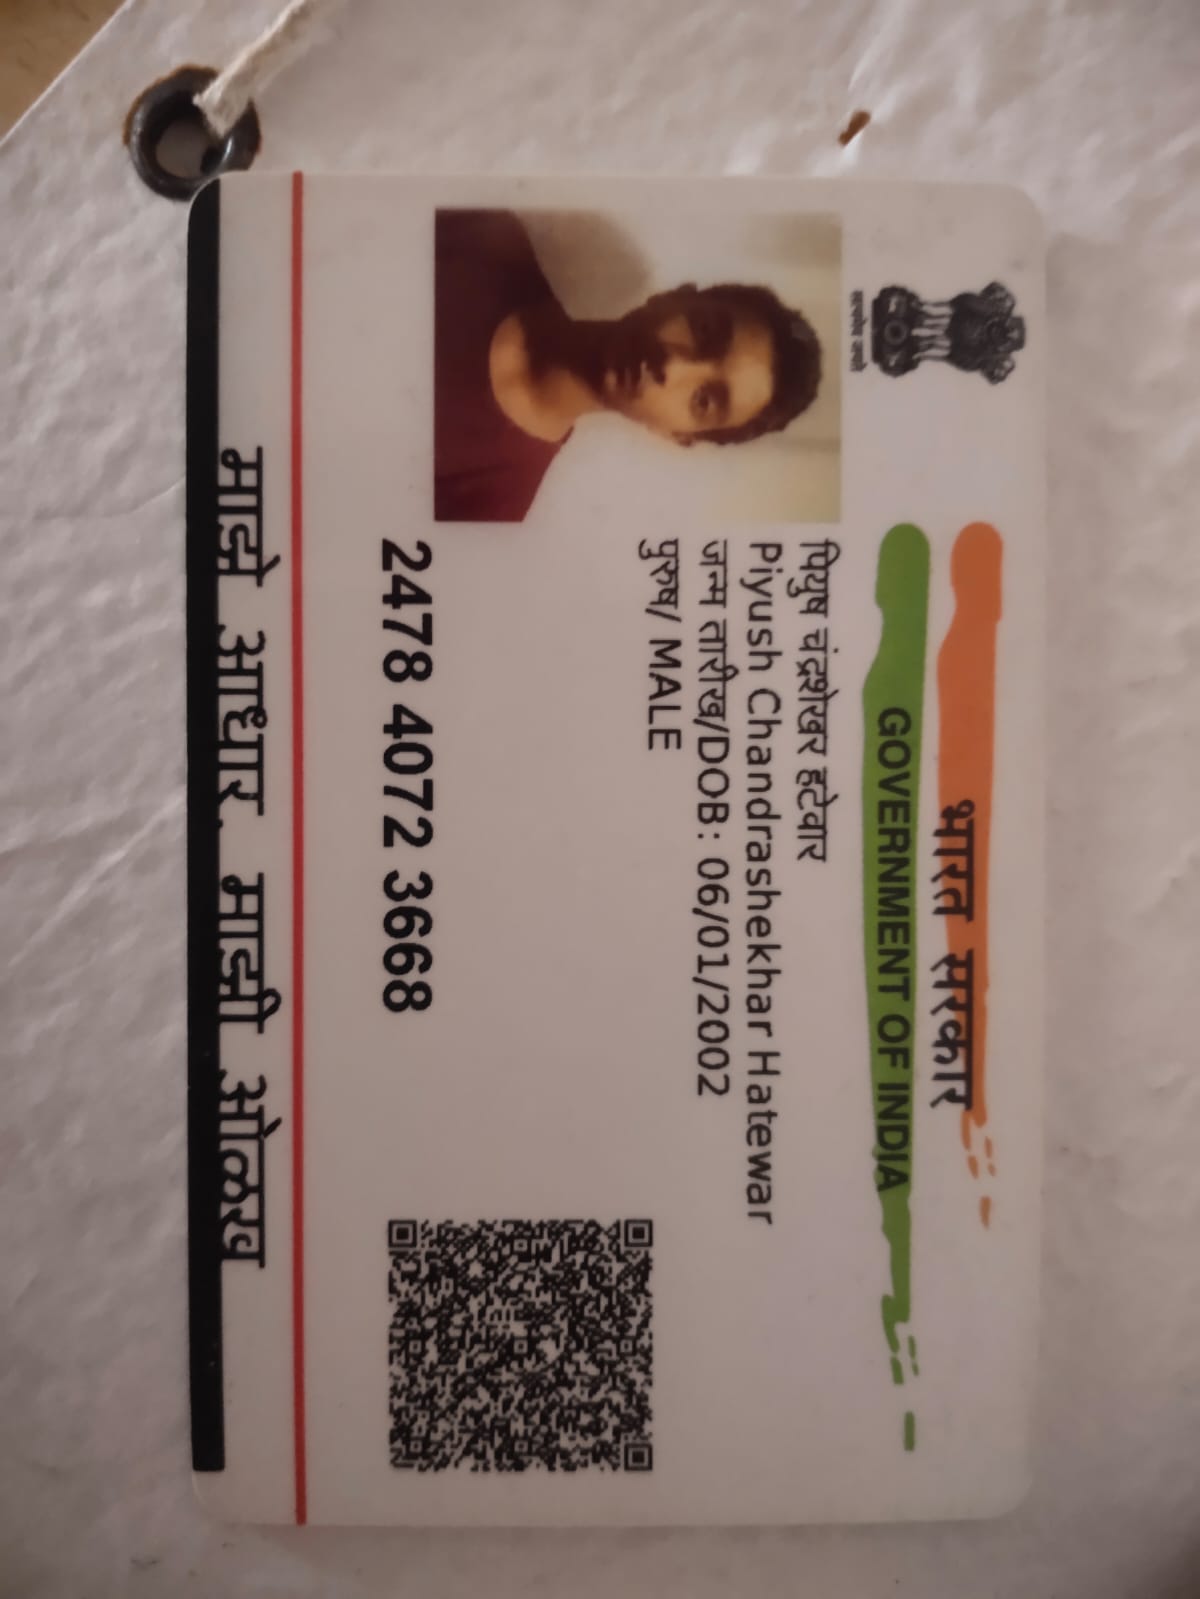 भारत सरकार
GOVERNMENT OF INDIA
सत्यमेव जयते
पियुष चंद्रशेखर हटेवार
Piyush Chandrashekhar Hatewar
जन्म तारीख/DOB: 06/01/2002
पुरुष/ MALE
2478 4072 3668
माझे आधार, माझी ओळख